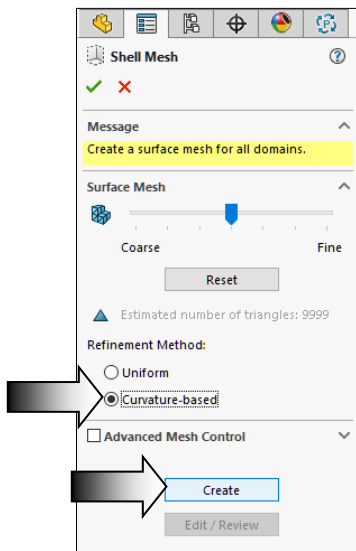 Shell Mesh
Message
Create a surface mesh for all domains.
Surface Mesh
Coarse Fine
Reset
Estimated number of triangles: 9999
Refinement Method:
Uniform
Curvature-based
Advanced Mesh Control
Create
Edit / Review